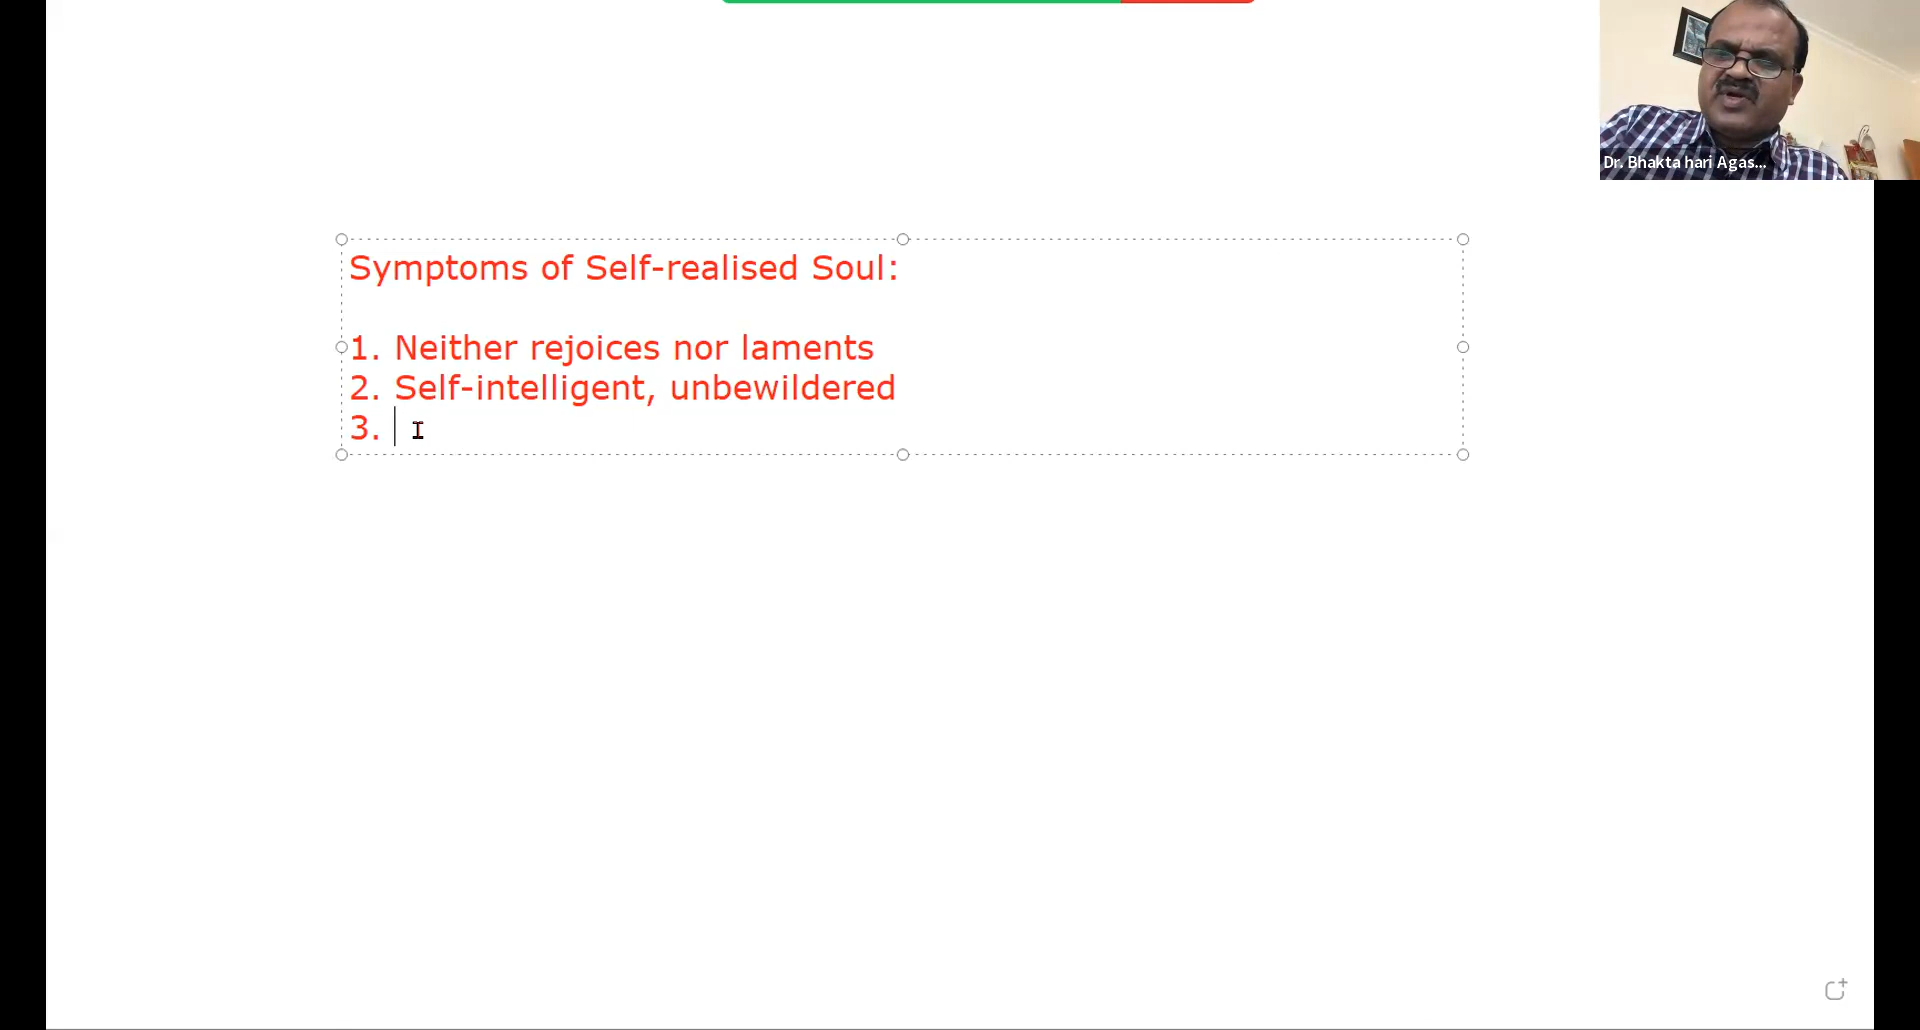 Dr. Bhakta hari Agas...
Symptoms of Self-realised Soul:
1. Neither rejoices nor laments
2. Self-intelligent, unbewildered
3.